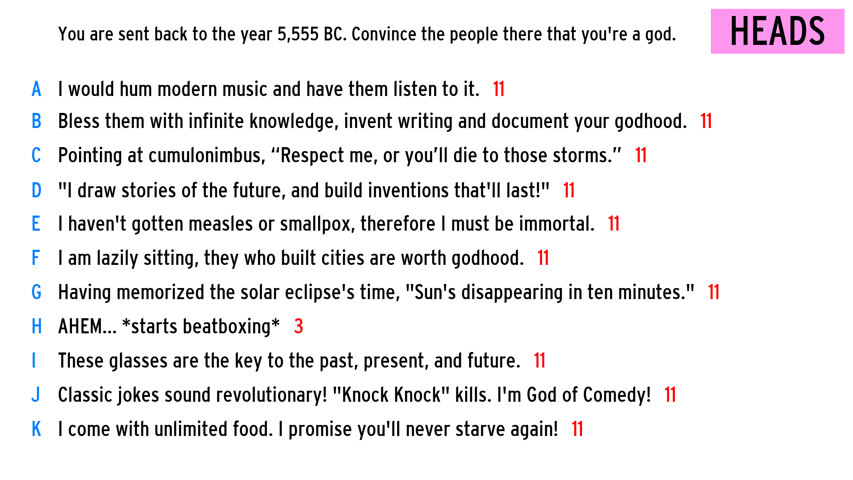 You are sent back to the year 5,555 BC. Convince the people there that you're a god.
HEADS
A I would hum modern music and have them listen to it. 11
B Bless them with infinite knowledge, invent writing and document your godhood. 11
C Pointing at cumulonimbus, “Respect me, or you’ll die to those storms.” 11
D "I draw stories of the future, and build inventions that'll last!" 11
E I haven't gotten measles or smallpox, therefore I must be immortal. 11
F I am lazily sitting, they who built cities are worth godhood. 11
G Having memorized the solar eclipse's time, "Sun's disappearing in ten minutes." 11
H AHEM... *starts beatboxing* 3
I These glasses are the key to the past, present, and future. 11
J Classic jokes sound revolutionary! "Knock Knock" kills. I'm God of Comedy! 11
K I come with unlimited food. I promise you'll never starve again! 11